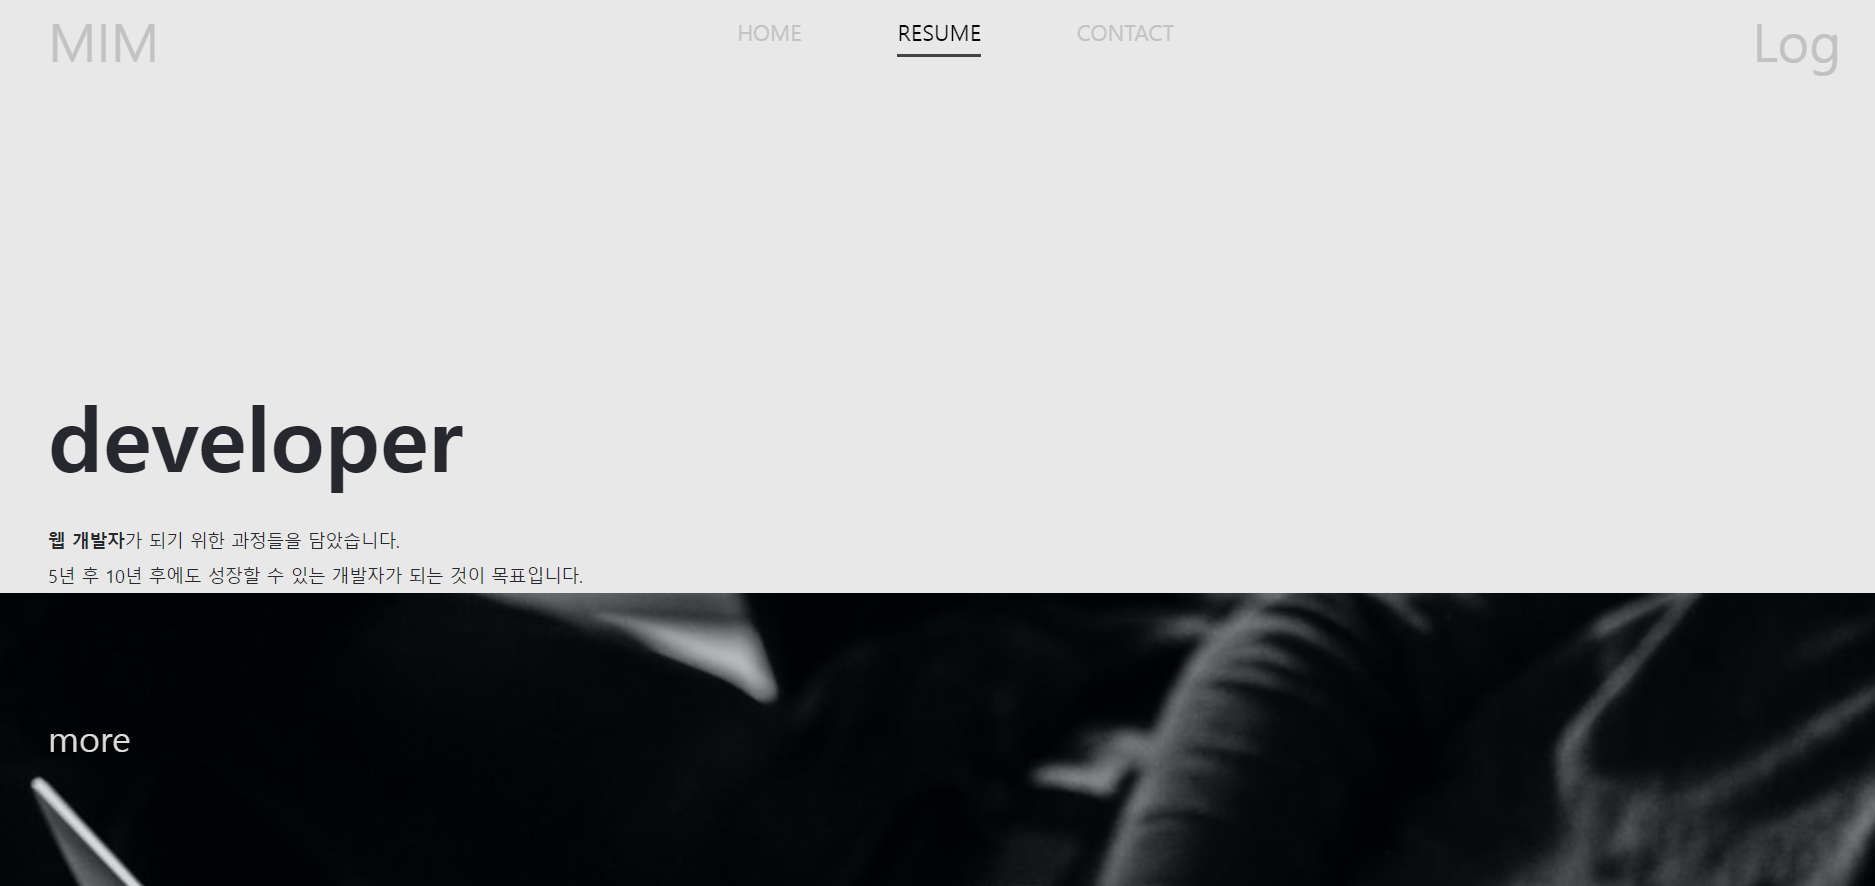 MIM
HOME
RESUME
CONTACT
Log
developer
웹 개발자가 되기 위한 과정들을 담았습니다.
5년 후 10년 후에도 성장할 수 있는 개발자가 되는 것이 목표입니다.
more